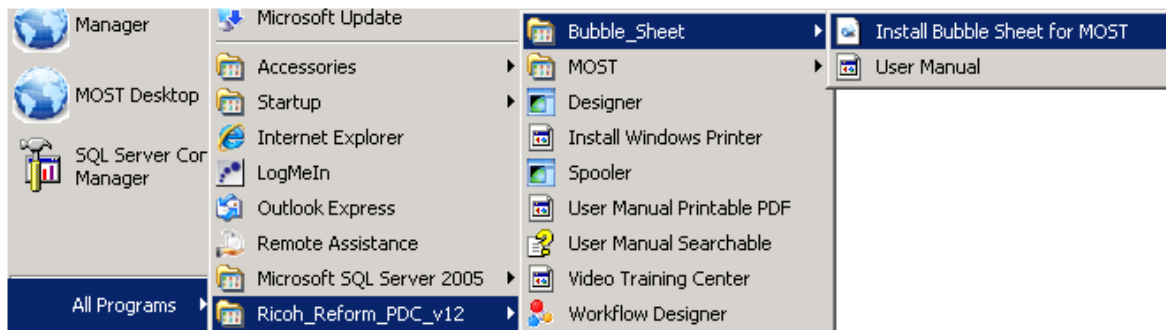 Manager
MOST Desktop
SQL Server Cor
Manager
All Programs
Microsoft Update
Accessories
Startup
Internet Explorer
LogMeIn
Outlook Express
Remote Assistance
Microsoft SQL Server 2005
Ricoh_Reform_PDC_v12
Bubble_Sheet
MOST
Designer
Install Windows Printer
Spooler
User Manual Printable PDF
User Manual Searchable
Video Training Center
Workflow Designer
Install Bubble Sheet for MOST
User Manual